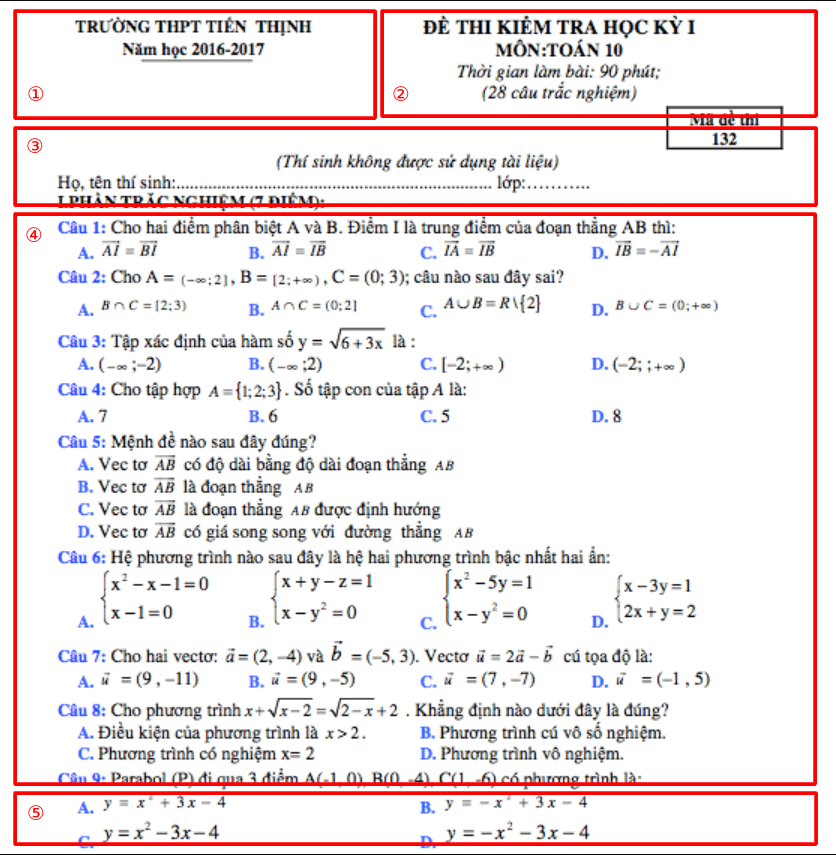 TRƯỜNG THPT TIẾN THỊNH
Năm học 2016-2017
①
ĐỀ THI KIỂM TRA HỌC KỲ I
MÔN:TOÁN 10
Thời gian làm bài: 90 phút;
② (28 câu trắc nghiệm)
Mã đề thi
132
③
(Thí sinh không được sử dụng tài liệu)
Họ, tên thí sinh:.......................................................................... lớp:...........
I.PHẦN TRẮC NGHIỆM (7 ĐIỂM):
④ Câu 1: Cho hai điểm phân biệt A và B. Điểm I là trung điểm của đoạn thẳng AB thì:
A. $\overrightarrow{AI} = \overrightarrow{BI}$ B. $\overrightarrow{AI} = \overrightarrow{IB}$ C. $\overrightarrow{IA} = \overrightarrow{IB}$ D. $\overrightarrow{IB} = -\overrightarrow{AI}$
Câu 2: Cho A = (−∞;2], B = [2;+∞), C = (0; 3); câu nào sau đây sai?
A. B ∩ C = [2;3) B. A ∩ C = (0;2] C. A ∪ B = R \ {2} D. B ∪ C = (0;+∞)
Câu 3: Tập xác định của hàm số y = $\sqrt{6+3x}$ là :
A. (−∞;−2) B. (−∞;2) C. [−2;+∞) D. (−2; ;+∞)
Câu 4: Cho tập hợp A = {1;2;3}. Số tập con của tập A là:
A. 7 B. 6 C. 5 D. 8
Câu 5: Mệnh đề nào sau đây đúng?
A. Vec tơ $\overrightarrow{AB}$ có độ dài bằng độ dài đoạn thẳng AB
B. Vec tơ $\overrightarrow{AB}$ là đoạn thẳng AB
C. Vec tơ $\overrightarrow{AB}$ là đoạn thẳng AB được định hướng
D. Vec tơ $\overrightarrow{AB}$ có giá song song với đường thẳng AB
Câu 6: Hệ phương trình nào sau đây là hệ hai phương trình bậc nhất hai ẩn:
A. $\begin{cases} x^2-x-1=0 \\ x-1=0 \end{cases}$ B. $\begin{cases} x+y-z=1 \\ x-y^2=0 \end{cases}$ C. $\begin{cases} x^2-5y=1 \\ x-y^2=0 \end{cases}$ D. $\begin{cases} x-3y=1 \\ 2x+y=2 \end{cases}$
Câu 7: Cho hai vectơ: $\vec{a}$ = (2, −4) và $\vec{b}$ = (−5, 3). Vectơ $\vec{u} = 2\vec{a} - \vec{b}$ cú tọa độ là:
A. $\vec{u}$ = (9 , −11) B. $\vec{u}$ = (9 , −5) C. $\vec{u}$ = (7 , −7) D. $\vec{u}$ = (−1 , 5)
Câu 8: Cho phương trình $x+\sqrt{x-2}=\sqrt{2-x}+2$ . Khẳng định nào dưới đây là đúng?
A. Điều kiện của phương trình là x > 2. B. Phương trình cú vô số nghiệm.
C. Phương trình có nghiệm x= 2 D. Phương trình vô nghiệm.
Câu 9: Parabol (P) đi qua 3 điểm A(-1, 0), B(0, -4), C(1, -6) có phương trình là:
⑤ A. $y = x^2 + 3x - 4$ B. $y = -x^2 + 3x - 4$
C. $y = x^2 - 3x - 4$ D. $y = -x^2 - 3x - 4$